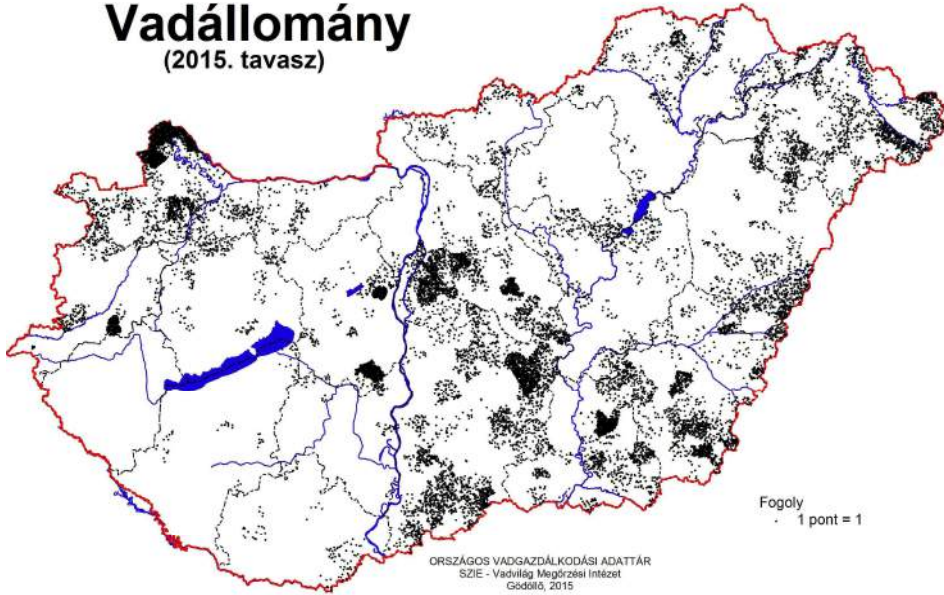 Vadállomány
(2015. tavasz)
Fogoly
1 pont = 1
ORSZÁGOS VADGAZDÁLKODÁSI ADATTÁR
SZIE - Vadvilág Megőrzési Intézet
Gödöllő, 2015